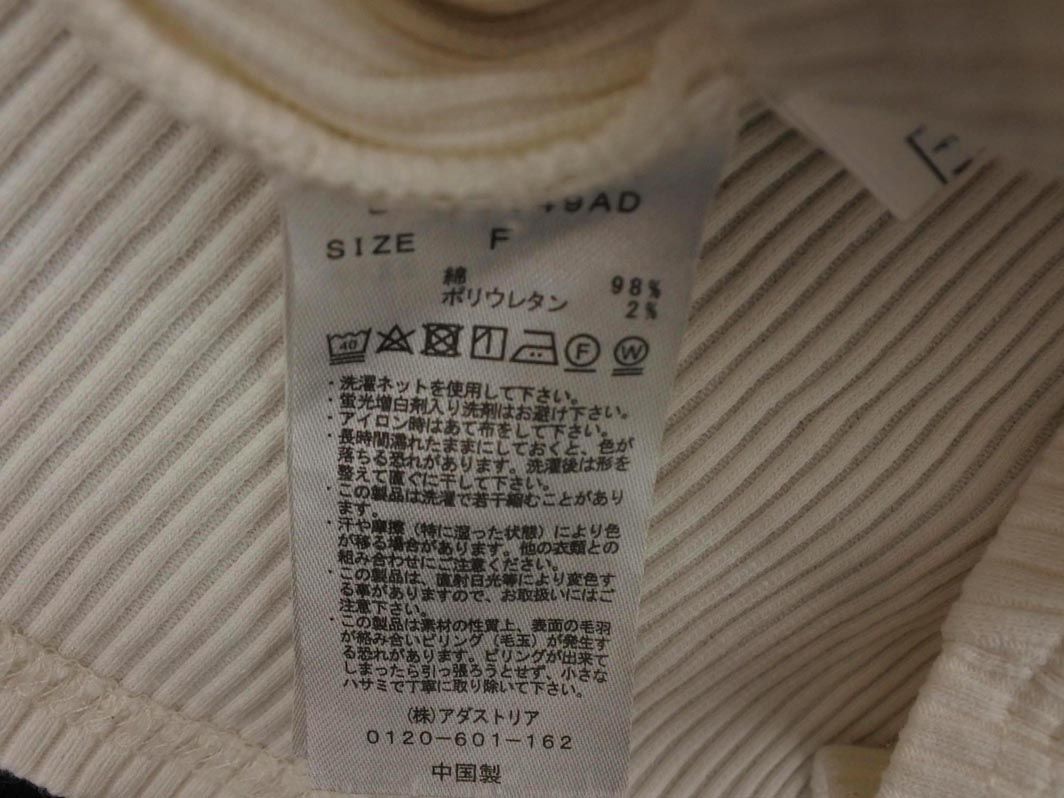 49AD
SIZE F
綿 98%
ポリウレタン 2%
40 F W
・洗濯ネットを使用して下さい。
・蛍光増白剤入り洗剤はお避け下さい。
・アイロン時はあて布をして下さい。
・長時間濡れたままにしておくと、色が
落ちる恐れがあります。洗濯後は形を
整えて直ぐに干して下さい。
・この製品は洗濯で若干縮むことがあり
ます。
・汗や摩擦(特に湿った状態)により色
が移る場合があります。他の衣類との
組み合わせにご注意ください。
・この製品は、直射日光等により変色す
る事がありますので、お取扱いにはご
注意下さい。
・この製品は素材の性質上、表面の毛羽
が絡み合いピリング(毛玉)が発生す
る恐れがあります。ピリングが出来て
しまったら引っ張ろうとせず、小さな
ハサミで丁寧に取り除いて下さい。
(株)アダストリア
0120-601-162
中国製